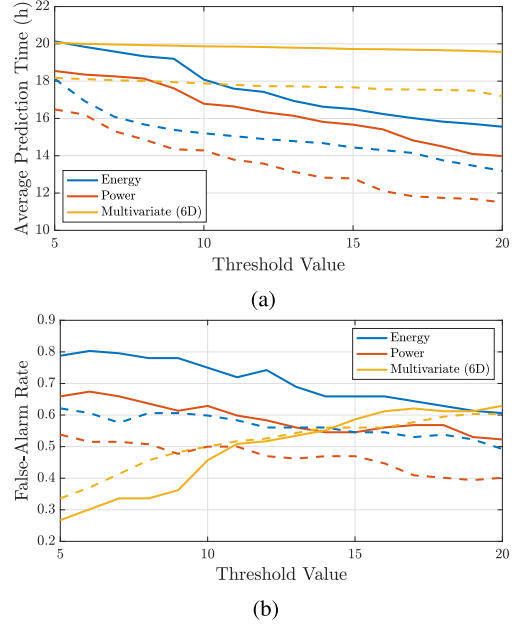 Average Prediction Time (h)
22
20
18
16
14
12
10
Energy
Power
Multivariate (6D)
5
10
15
20
Threshold Value
(a)
False-Alarm Rate
0.9
0.8
0.7
0.6
0.5
0.4
0.3
0.2
Energy
Power
Multivariate (6D)
5
10
15
20
Threshold Value
(b)